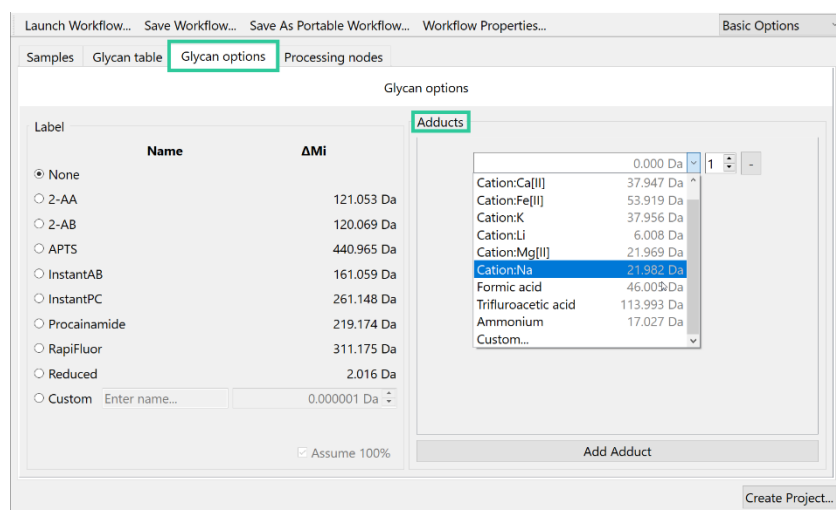 Launch Workflow... Save Workflow... Save As Portable Workflow... Workflow Properties... Basic Options
Samples Glycan table Glycan options Processing nodes
Glycan options
Label
Name ΔMi
None
2-AA 121.053 Da
2-AB 120.069 Da
APTS 440.965 Da
InstantAB 161.059 Da
InstantPC 261.148 Da
Procainamide 219.174 Da
RapiFluor 311.175 Da
Reduced 2.016 Da
Custom Enter name... 0.000001 Da
Assume 100%
Adducts
0.000 Da 1 -
Cation:Ca[II] 37.947 Da
Cation:Fe[II] 53.919 Da
Cation:K 37.956 Da
Cation:Li 6.008 Da
Cation:Mg[II] 21.969 Da
Cation:Na 21.982 Da
Formic acid 46.005 Da
Trifluroacetic acid 113.993 Da
Ammonium 17.027 Da
Custom...
Add Adduct
Create Project...